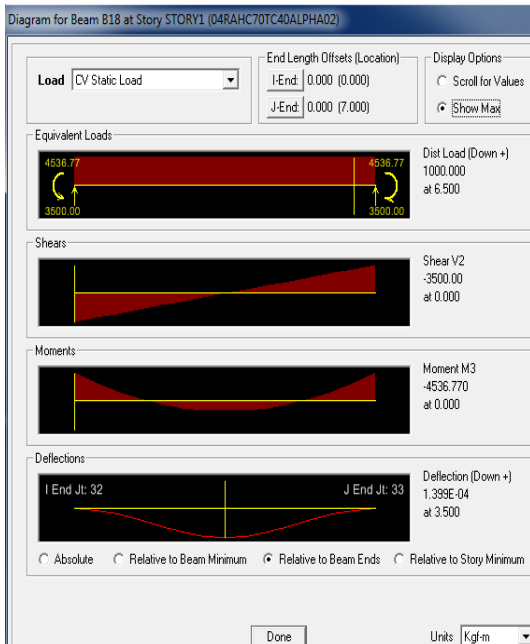 Diagram for Beam B18 at Story STORY1 (04RAHC70TC40ALPHA02)
Load CV Static Load
End Length Offsets (Location)
I-End: 0.000 (0.000)
J-End: 0.000 (7.000)
Display Options
Scroll for Values
Show Max
Equivalent Loads
4536.77 4536.77
3500.00 3500.00
Dist Load (Down +)
1000.000
at 6.500
Shears
Shear V2
-3500.00
at 0.000
Moments
Moment M3
-4536.770
at 0.000
Deflections
I End Jt: 32 J End Jt: 33
Deflection (Down +)
1.399E-04
at 3.500
Absolute Relative to Beam Minimum Relative to Beam Ends Relative to Story Minimum
Done Units Kgf-m